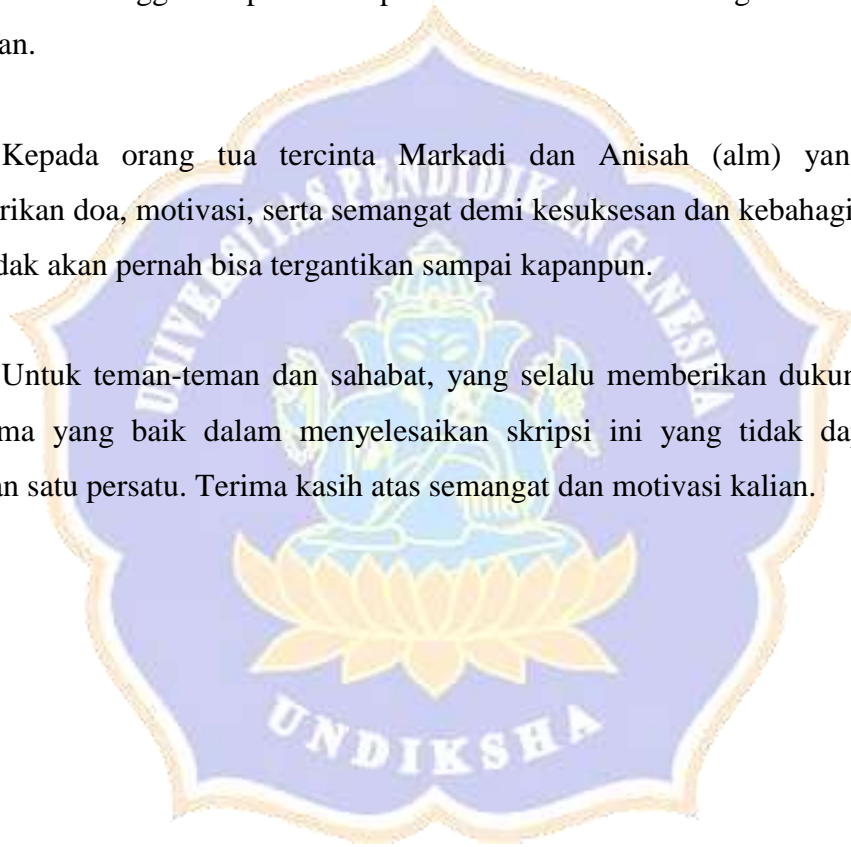 an.
Kepada orang tua tercinta Markadi dan Anisah (alm) yan
rikan doa, motivasi, serta semangat demi kesuksesan dan kebahagi
dak akan pernah bisa tergantikan sampai kapanpun.
Untuk teman-teman dan sahabat, yang selalu memberikan dukun
ma yang baik dalam menyelesaikan skripsi ini yang tidak da
n satu persatu. Terima kasih atas semangat dan motivasi kalian.
UNIVERSITAS PENDIDIKAN GANESHA
UNDIKSHA